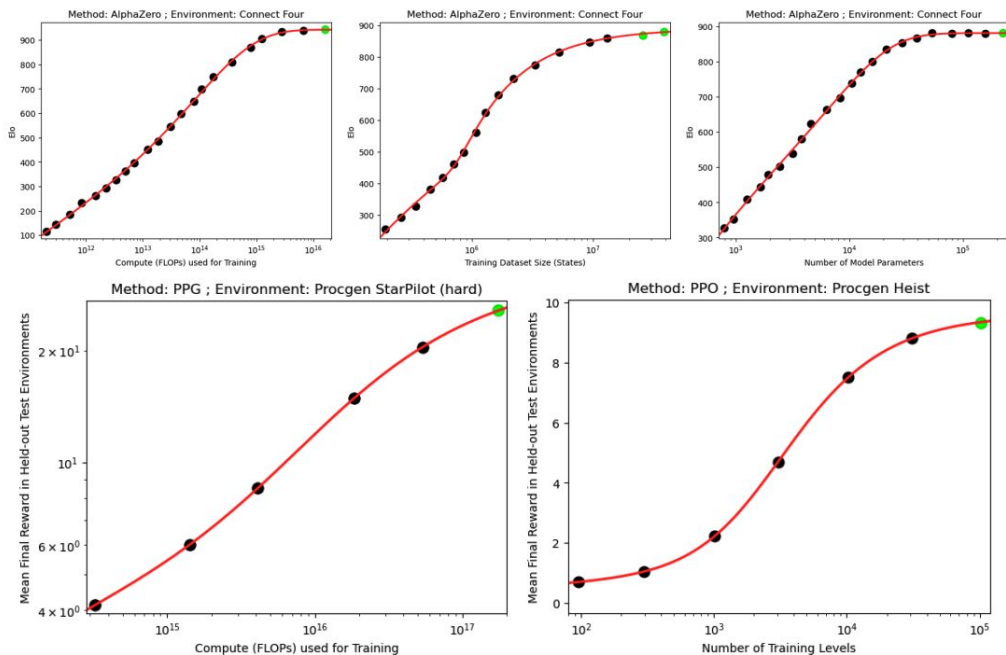 Method: AlphaZero ; Environment: Connect Four
Elo
900
800
700
600
500
400
300
200
100
10¹²
10¹³
10¹⁴
10¹⁵
10¹⁶
Compute (FLOPs) used for Training
Method: AlphaZero ; Environment: Connect Four
Elo
900
800
700
600
500
400
300
10⁶
10⁷
Training Dataset Size (States)
Method: AlphaZero ; Environment: Connect Four
Elo
900
800
700
600
500
400
300
10³
10⁴
10⁵
Number of Model Parameters
Method: PPG ; Environment: Procgen StarPilot (hard)
Mean Final Reward in Held-out Test Environments
2 × 10¹
10¹
6 × 10⁰
4 × 10⁰
10¹⁵
10¹⁶
10¹⁷
Compute (FLOPs) used for Training
Method: PPO ; Environment: Procgen Heist
Mean Final Reward in Held-out Test Environments
10
8
6
4
2
0
10²
10³
10⁴
10⁵
Number of Training Levels